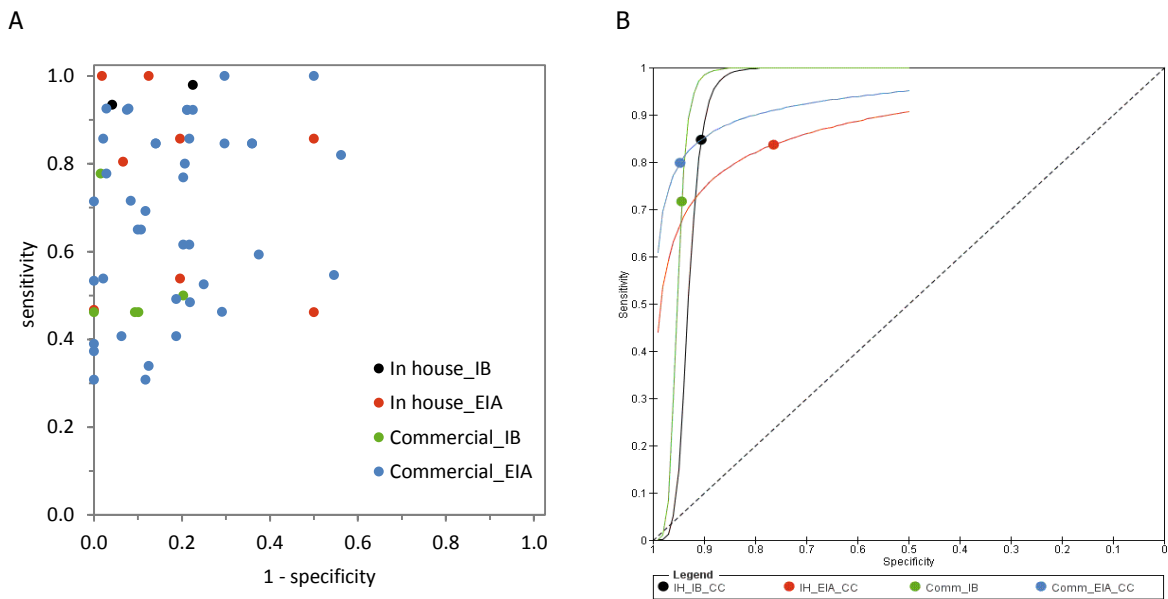 A
1.0
0.8
0.6
0.4
0.2
0.0
sensitivity
In house_IB
In house_EIA
Commercial_IB
Commercial_EIA
0.0 0.2 0.4 0.6 0.8 1.0
1 - specificity
B
1
0.9
0.8
0.7
0.6
0.5
0.4
0.3
0.2
0.1
0
Sensitivity
1 0.9 0.8 0.7 0.6 0.5 0.4 0.3 0.2 0.1 0
Specificity
Legend
IH_IB_CC IH_EIA_CC Comm_IB Comm_EIA_CC